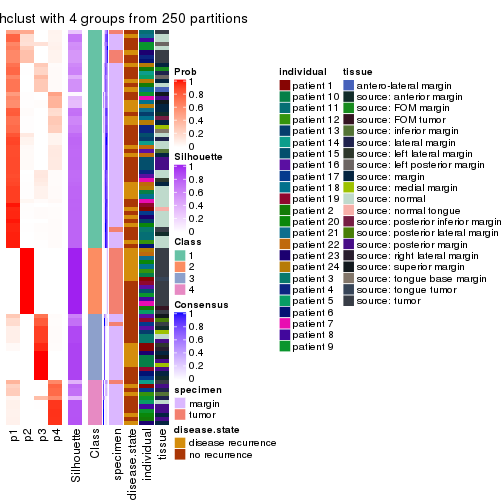 hclust with 4 groups from 250 partitions
Prob
1
0.8
0.6
0.4
0.2
0
Silhouette
1
0.8
0.6
0.4
0.2
0
Class
1
2
3
4
Consensus
1
0.8
0.6
0.4
0.2
0
specimen
margin
tumor
disease.state
disease recurrence
no recurrence
individual
patient 1
patient 10
patient 11
patient 12
patient 13
patient 14
patient 15
patient 16
patient 17
patient 18
patient 19
patient 2
patient 20
patient 21
patient 22
patient 23
patient 24
patient 3
patient 4
patient 5
patient 6
patient 7
patient 8
patient 9
tissue
antero-lateral margin
source: anterior margin
source: FOM margin
source: FOM tumor
source: inferior margin
source: lateral margin
source: left lateral margin
source: left posterior margin
source: margin
source: medial margin
source: normal
source: normal tongue
source: posterior inferior margin
source: posterior lateral margin
source: posterior margin
source: right lateral margin
source: superior margin
source: tongue base margin
source: tongue tumor
source: tumor
p1
p2
p3
p4
Silhouette
Class
specimen
disease.state
individual
tissue